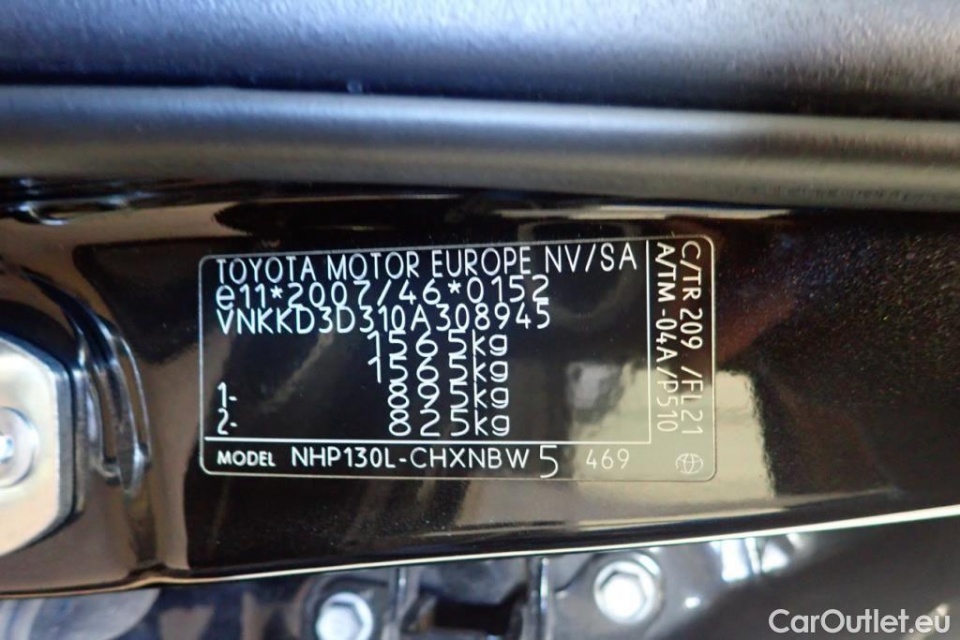 TOYOTA MOTOR EUROPE NV/SA
e11*2007/46*0152
VNKKD3D310A308945
1565kg
1565kg
1- 895kg
2- 825kg
MODEL NHP130L-CHXNBW 5 469
C/TR 209 /FL21
A/TM -04A/P510
CarOutlet.eu